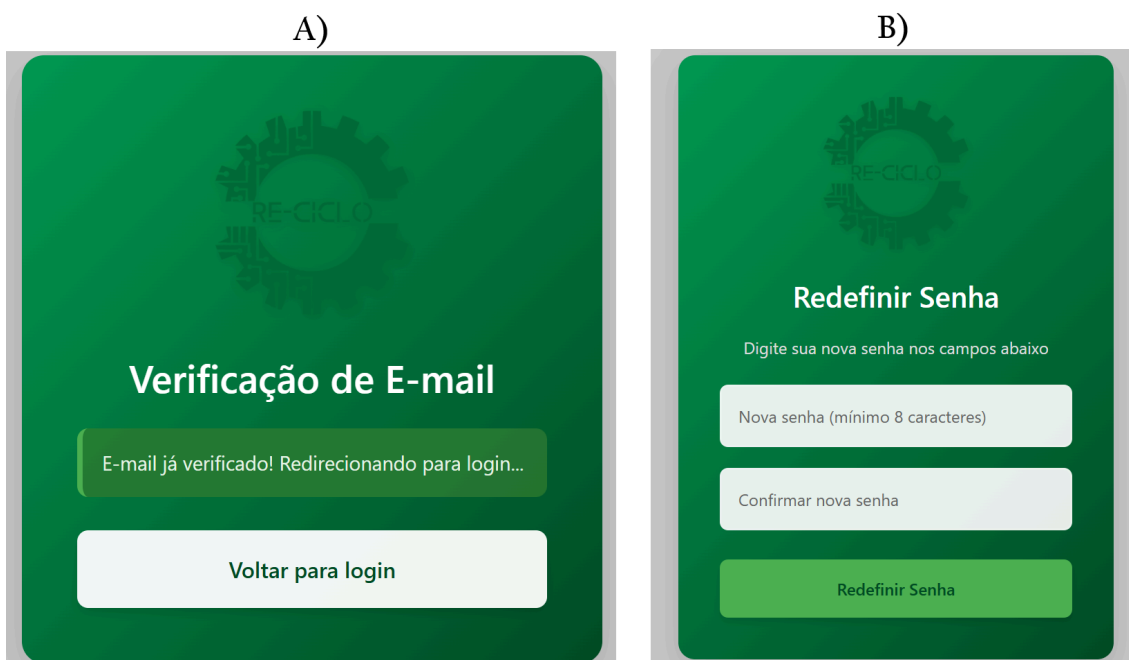 A)
RE-CICLO
Verificação de E-mail
E-mail já verificado! Redirecionando para login...
Voltar para login
B)
RE-CICLO
Redefinir Senha
Digite sua nova senha nos campos abaixo
Nova senha (mínimo 8 caracteres)
Confirmar nova senha
Redefinir Senha